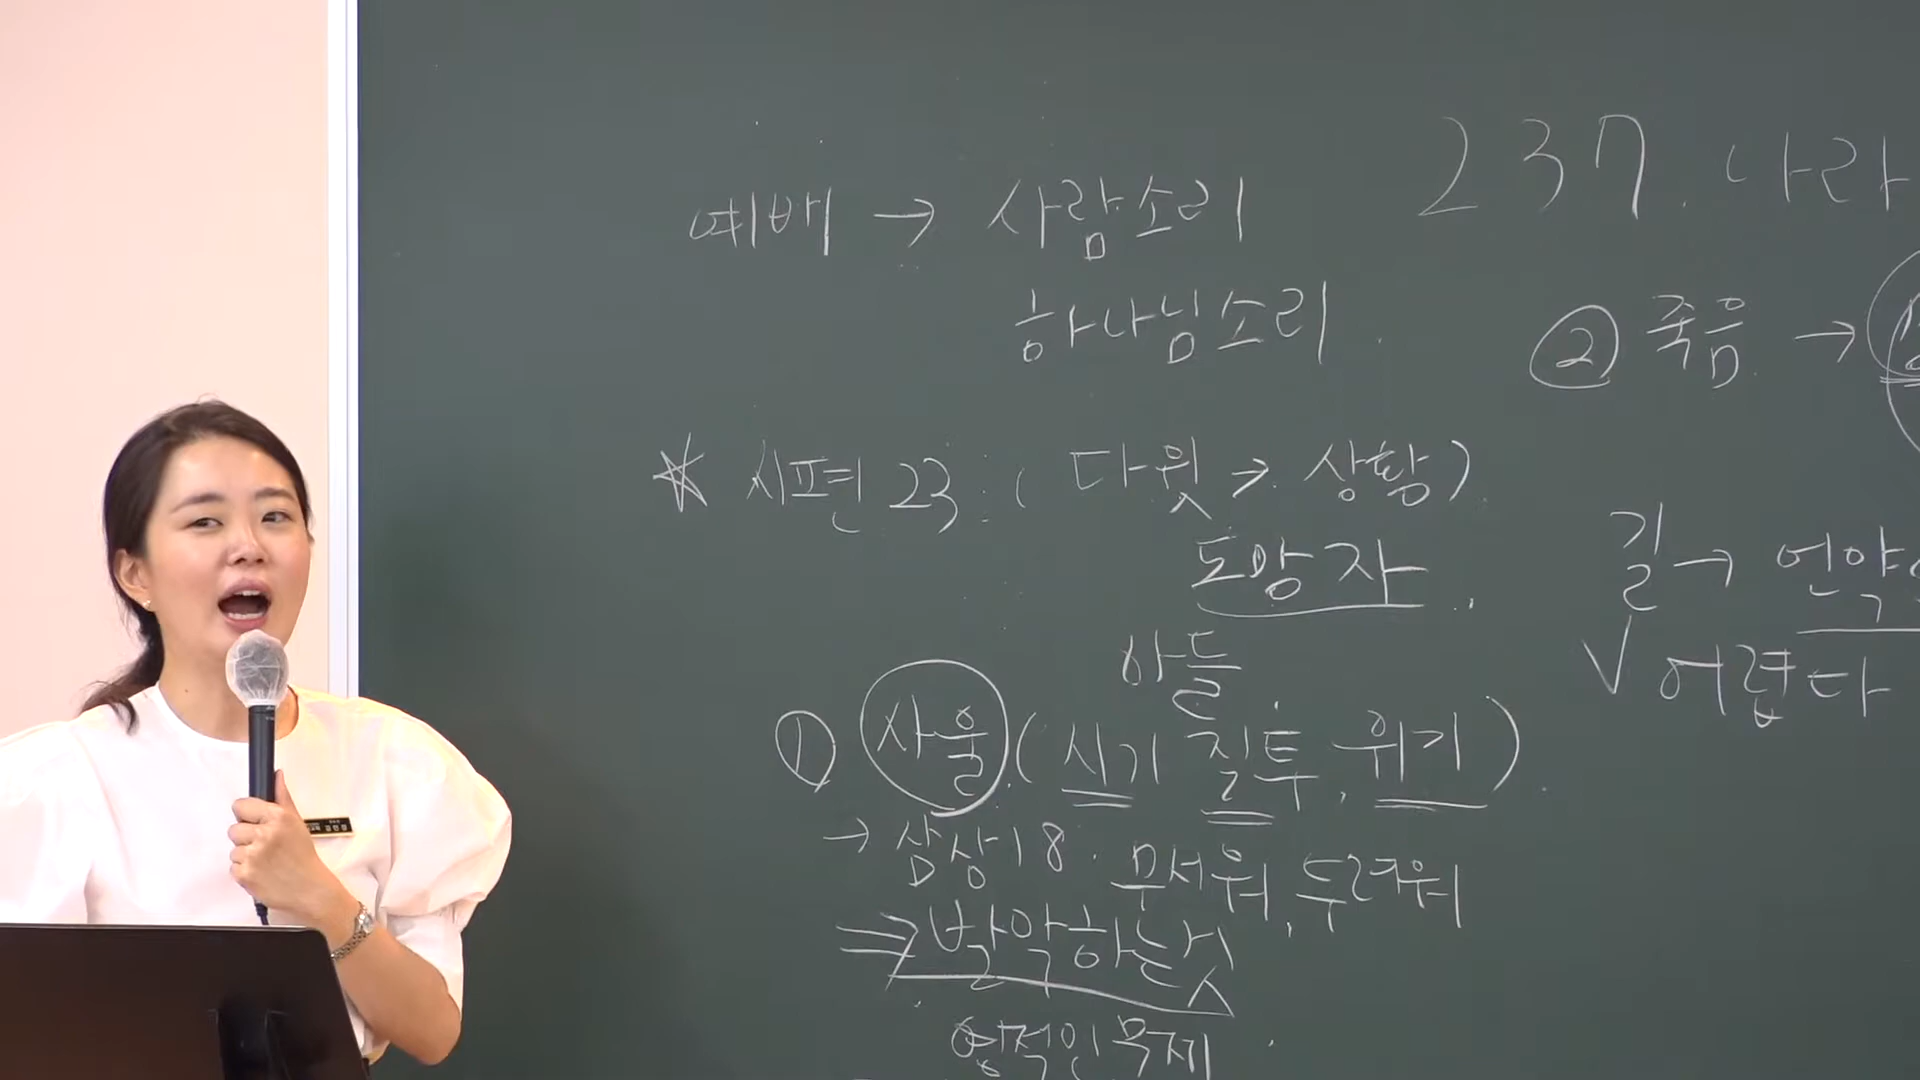 예배 → 사람소리
하나님소리
★ 시편 23 : ( 다윗 → 상황)
도망자
아들
① 사울 ( 시기 질투, 위기 )
→ 삼상18. 무서워, 두려워
⇒ 발악하는 것
영적인 문제
237. 나라
② 죽음 →
길 → 언약
√ 어렵다